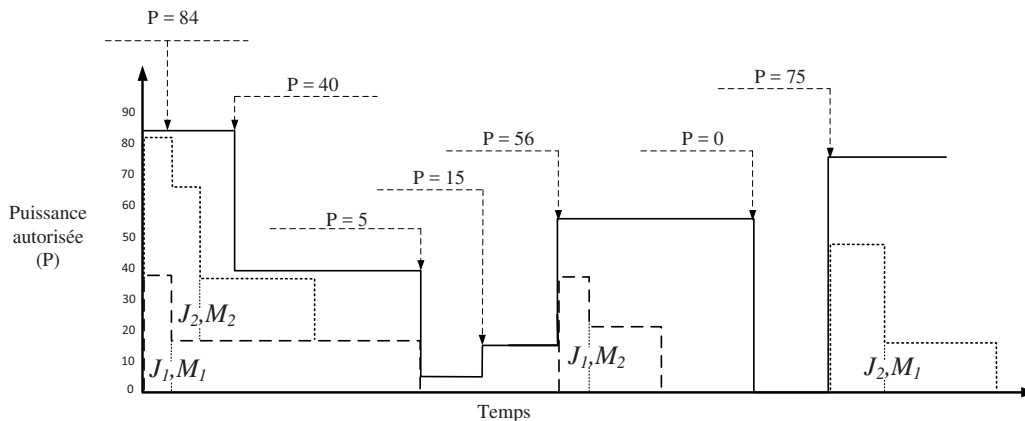 P = 84
P = 40
P = 75
P = 56
P = 0
P = 15
P = 5
90
80
70
60
50
40
30
20
10
0
Puissance
autorisée
(P)
J2,M2
J1,M1
J1,M2
J2,M1
Temps